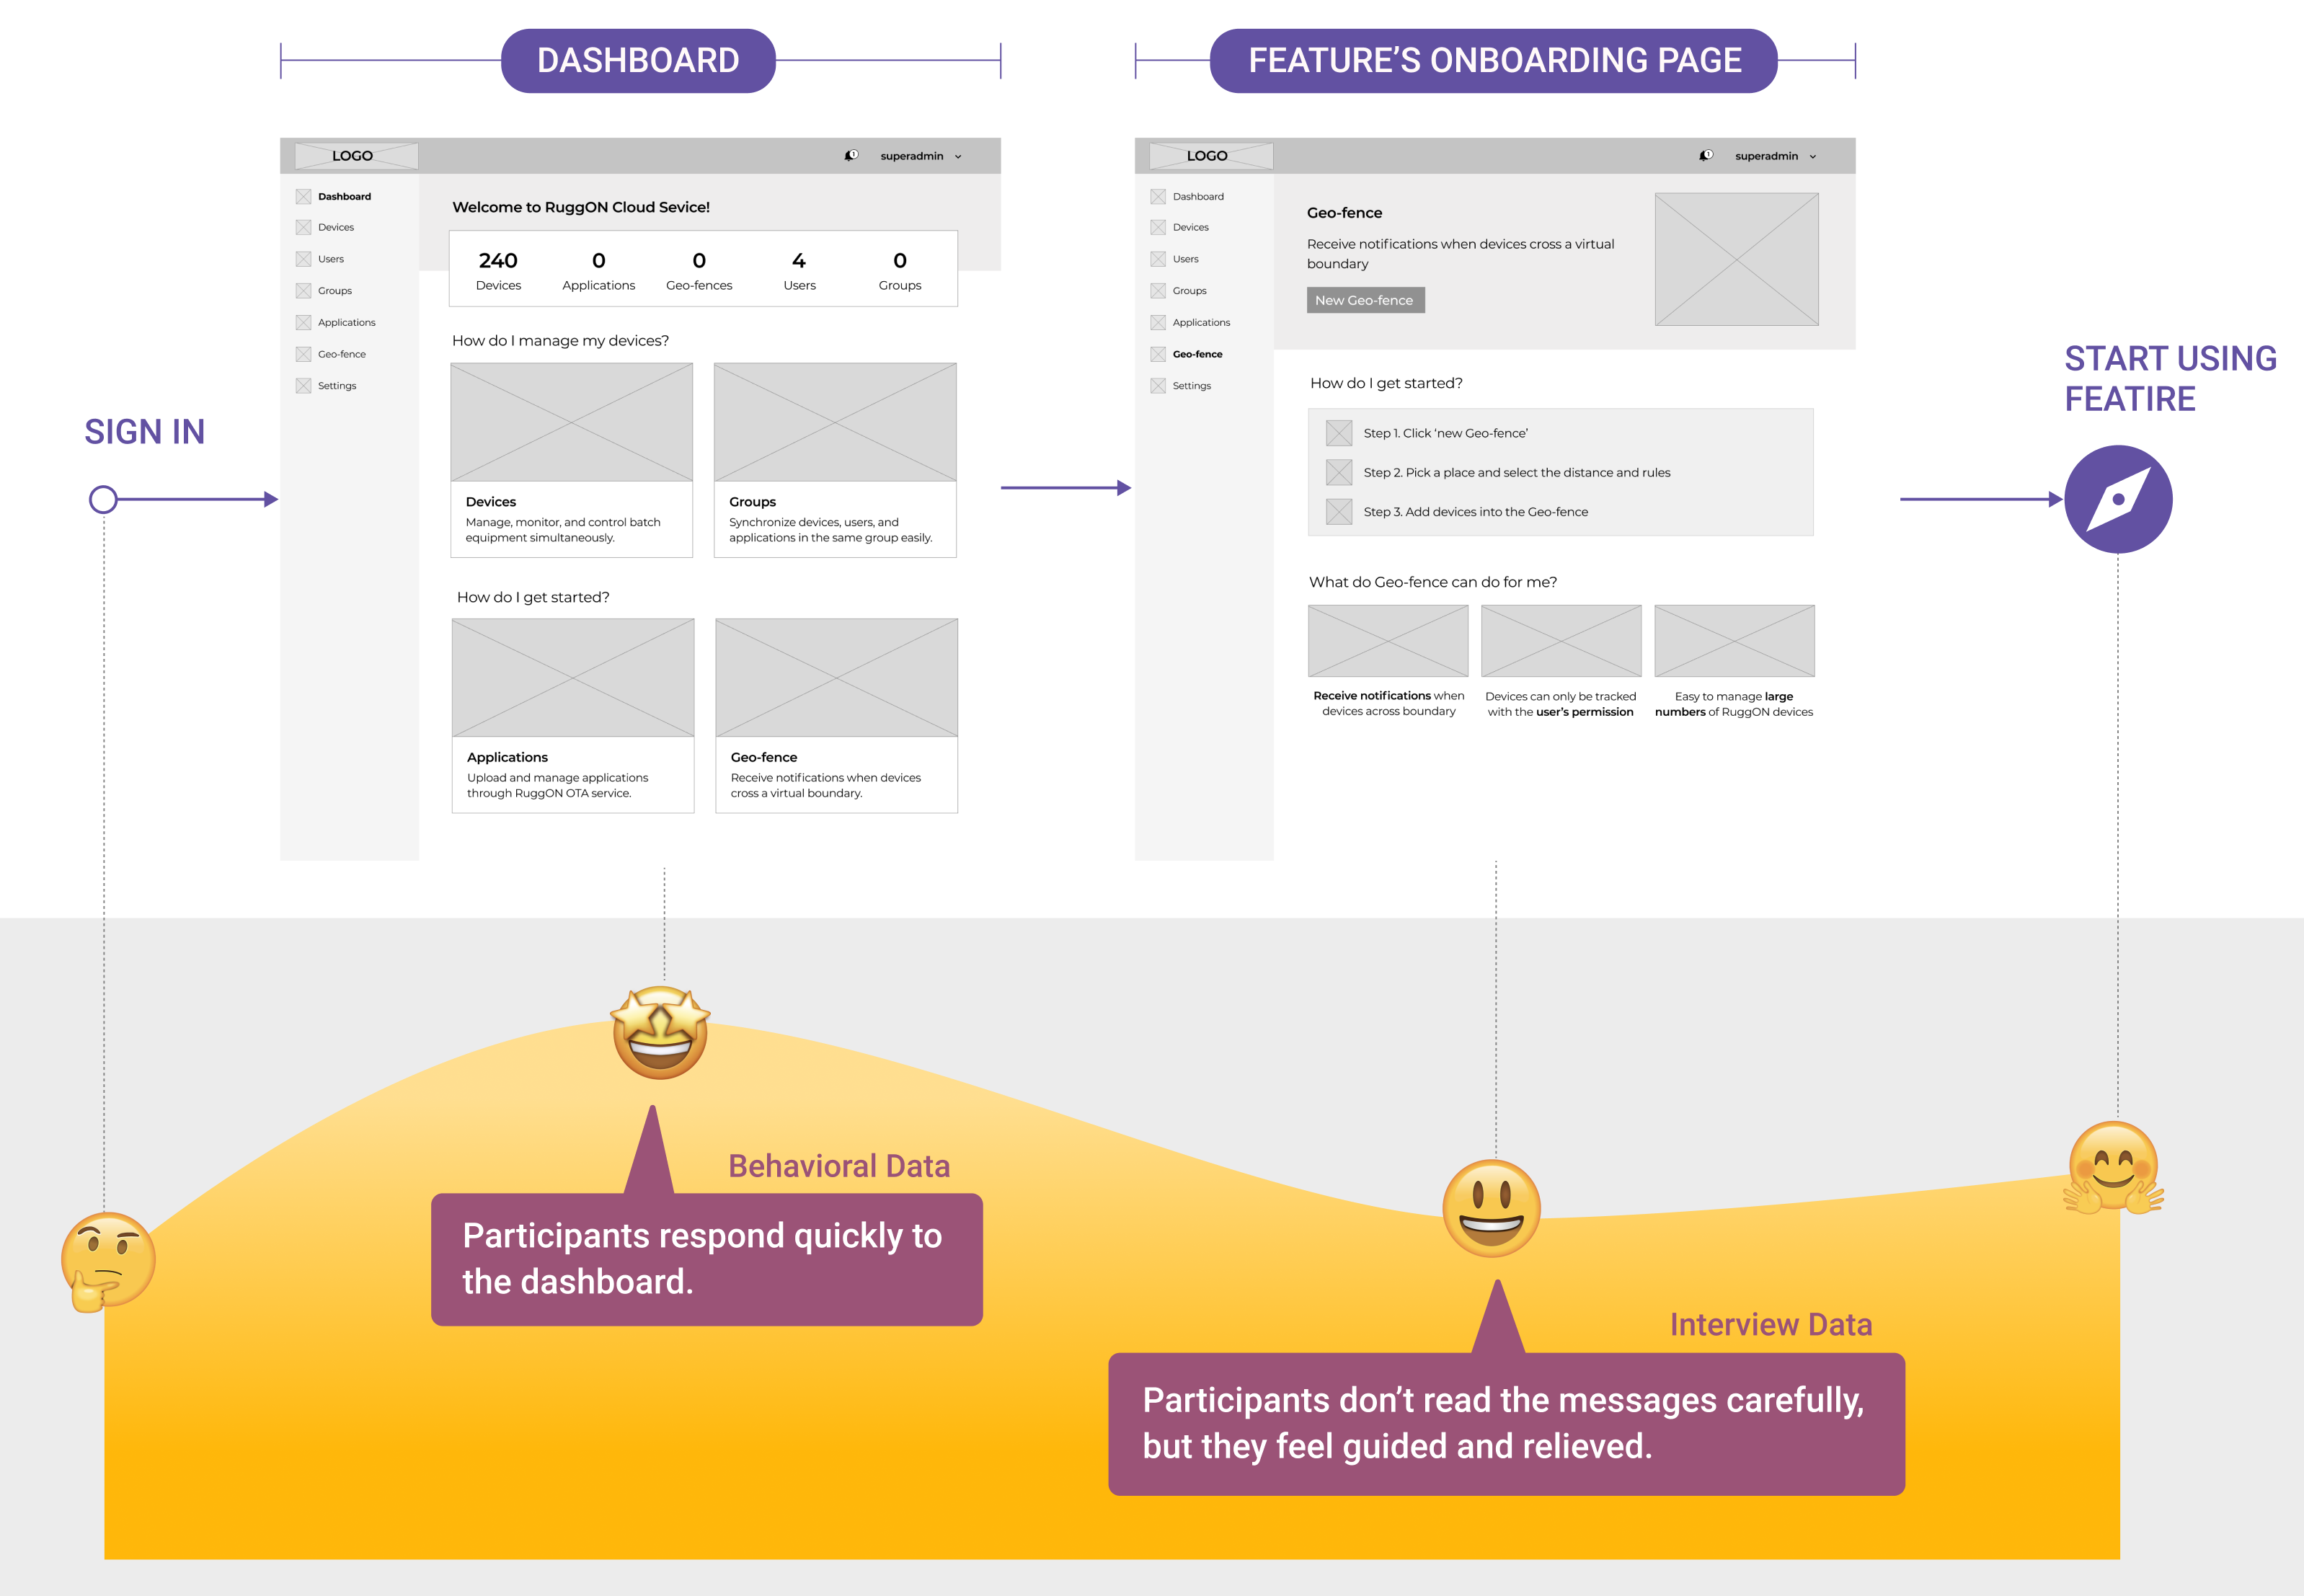 DASHBOARD
FEATURE’S ONBOARDING PAGE
SIGN IN
LOGO
1
superadmin
Dashboard
Devices
Users
Groups
Applications
Geo-fence
Settings
Welcome to RuggON Cloud Sevice!
240 0 0 4 0
Devices Applications Geo-fences Users Groups
How do I manage my devices?
Devices
Manage, monitor, and control batch
equipment simultaneously.
Groups
Synchronize devices, users, and
applications in the same group easily.
How do I get started?
Applications
Upload and manage applications
through RuggON OTA service.
Geo-fence
Receive notifications when devices
cross a virtual boundary.
LOGO
1
superadmin
Dashboard
Devices
Users
Groups
Applications
Geo-fence
Settings
Geo-fence
Receive notifications when devices cross a virtual
boundary
New Geo-fence
How do I get started?
Step 1. Click ‘new Geo-fence’
Step 2. Pick a place and select the distance and rules
Step 3. Add devices into the Geo-fence
What do Geo-fence can do for me?
Receive notifications when
devices across boundary
Devices can only be tracked
with the user’s permission
Easy to manage large
numbers of RuggON devices
START USING
FEATIRE
Behavioral Data
Participants respond quickly to
the dashboard.
Interview Data
Participants don’t read the messages carefully,
but they feel guided and relieved.